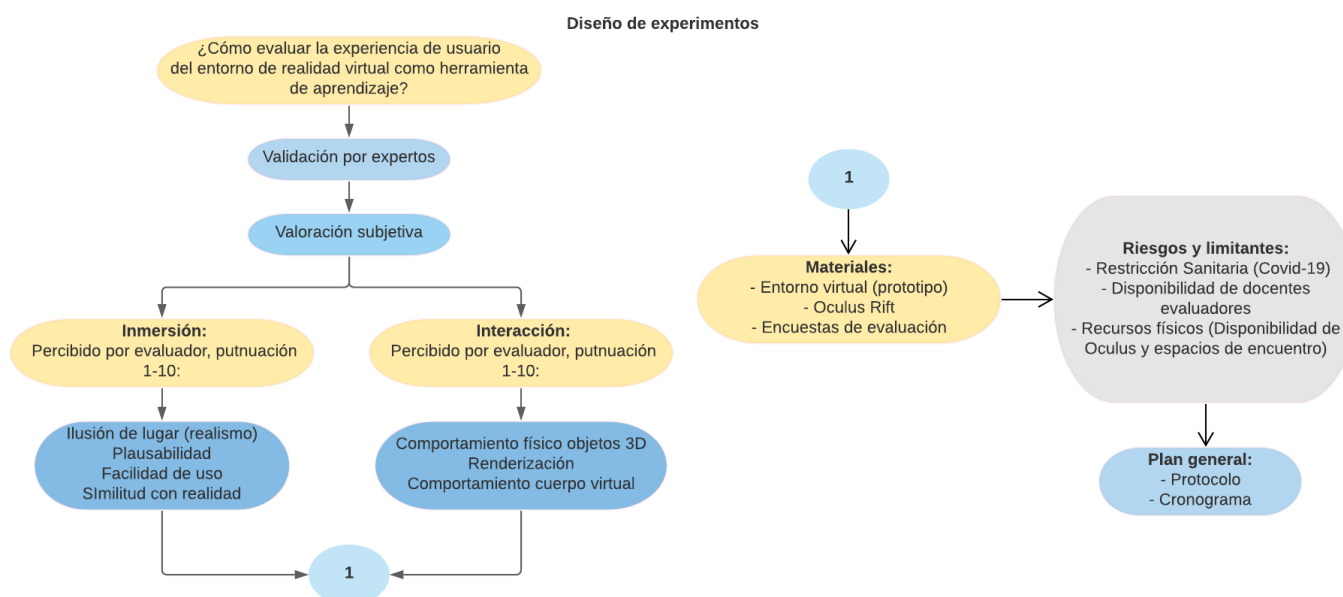 Diseño de experimentos
¿Cómo evaluar la experiencia de usuario
del entorno de realidad virtual como herramienta
de aprendizaje?
Validación por expertos
Valoración subjetiva
Inmersión:
Percibido por evaluador, putnuación
1-10:
Interacción:
Percibido por evaluador, putnuación
1-10:
Ilusión de lugar (realismo)
Plausabilidad
Facilidad de uso
SImilitud con realidad
Comportamiento físico objetos 3D
Renderización
Comportamiento cuerpo virtual
1
1
Materiales:
- Entorno virtual (prototipo)
- Oculus Rift
- Encuestas de evaluación
Riesgos y limitantes:
- Restricción Sanitaria (Covid-19)
- Disponibilidad de docentes
evaluadores
- Recursos físicos (Disponibilidad de
Oculus y espacios de encuentro)
Plan general:
- Protocolo
- Cronograma